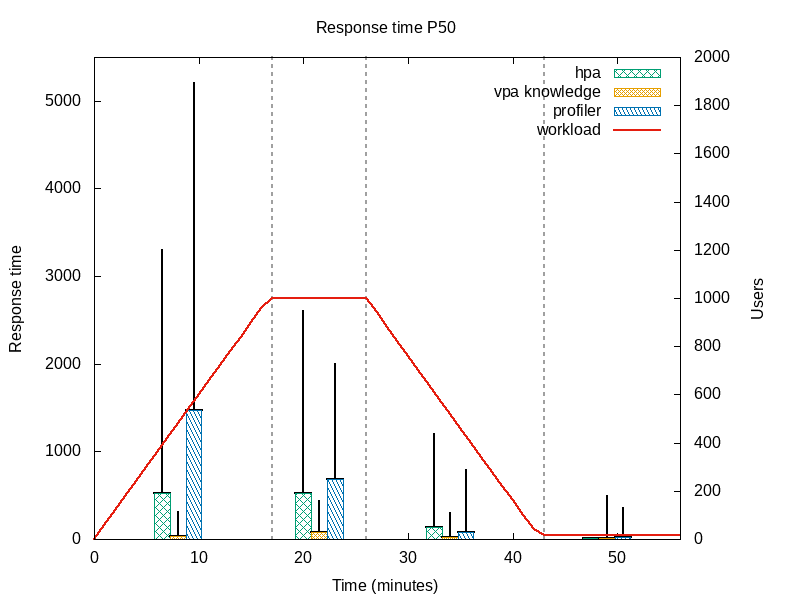 Response time P50
hpa
vpa knowledge
profiler
workload
Response time
5000
4000
3000
2000
1000
0
2000
1800
1600
1400
1200
1000
800
600
400
200
0
Users
0 10 20 30 40 50
Time (minutes)